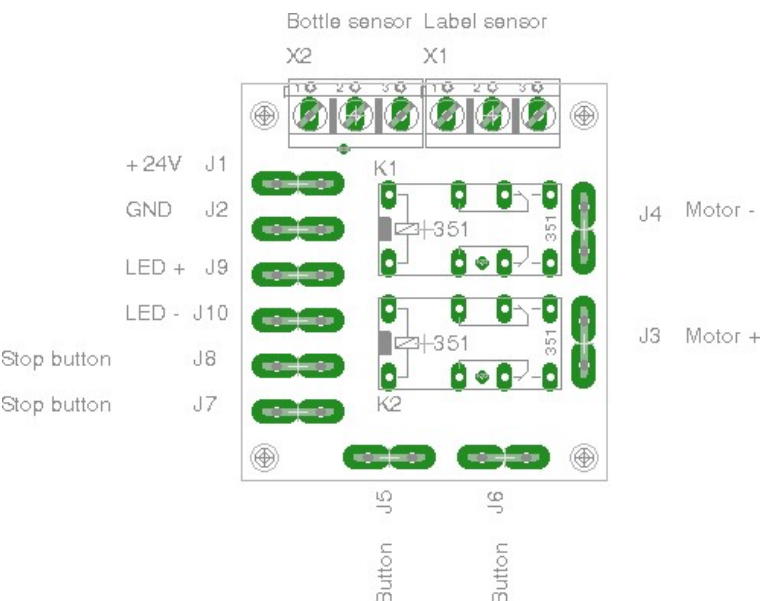 Bottle sensor Label sensor
X2 X1
1 2 3 1 2 3
+24V J1
K1
GND J2
J4 Motor -
351 351
LED + J9
LED - J10
J3 Motor +
351 351
Stop button J8
K2
Stop button J7
J5 J6
Button Button